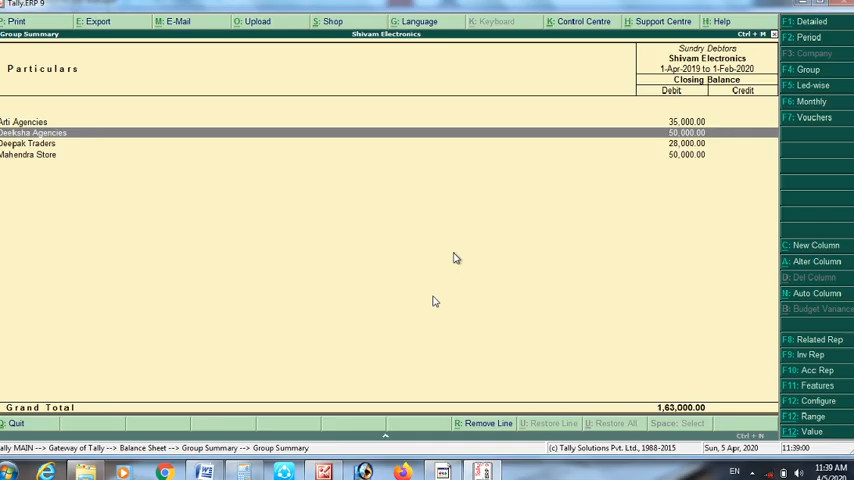 Tally.ERP 9
P: Print E: Export M: E-Mail O: Upload S: Shop G: Language K: Keyboard K: Control Centre H: Support Centre H: Help
Group Summary Shivam Electronics Ctrl + M
Particulars
Sundry Debtors
Shivam Electronics
1-Apr-2019 to 1-Feb-2020
Closing Balance
Debit Credit
Arti Agencies 35,000.00
Deeksha Agencies 50,000.00
Deepak Traders 28,000.00
Mahendra Store 50,000.00
Grand Total 1,63,000.00
Q: Quit R: Remove Line U: Restore Line U: Restore All Space: Select
Ctrl + M
F1: Detailed
F2: Period
F3: Company
F4: Group
F5: Led-wise
F6: Monthly
F7: Vouchers
C: New Column
A: Alter Column
D: Del Column
N: Auto Column
B: Budget Variance
F8: Related Rep
F9: Inv Rep
F10: Acc Rep
F11: Features
F12: Configure
F12: Range
F12: Value
Tally MAIN --> Gateway of Tally --> Balance Sheet --> Group Summary --> Group Summary (c) Tally Solutions Pvt. Ltd., 1988-2015 Sun, 5 Apr, 2020 11:39:00
EN 11:39 AM
4/5/2020